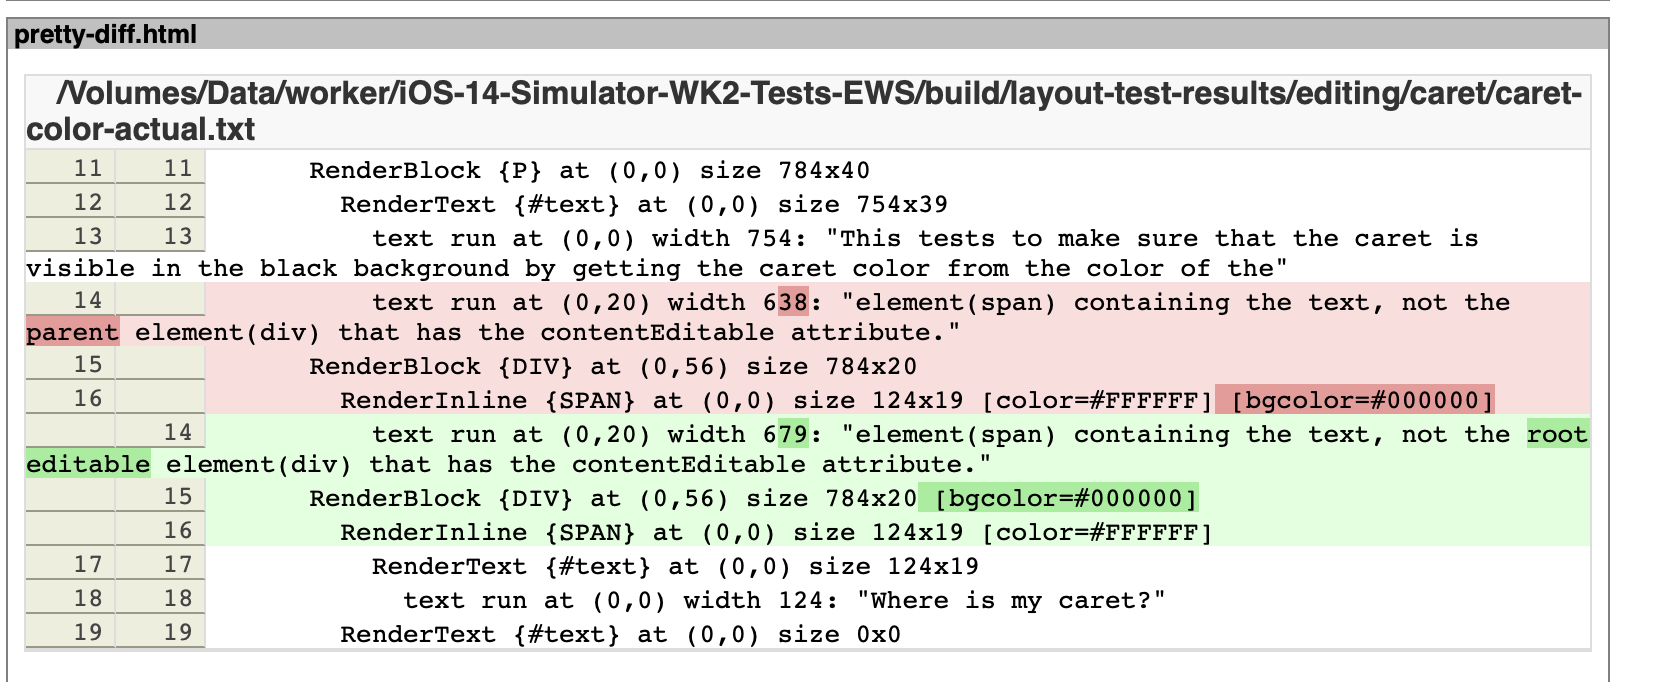 pretty-diff.html
/Volumes/Data/worker/iOS-14-Simulator-WK2-Tests-EWS/build/layout-test-results/editing/caret/caret-
color-actual.txt
11 11 RenderBlock {P} at (0,0) size 784x40
12 12 RenderText {#text} at (0,0) size 754x39
13 13 text run at (0,0) width 754: "This tests to make sure that the caret is
visible in the black background by getting the caret color from the color of the"
14 text run at (0,20) width 638: "element(span) containing the text, not the
parent element(div) that has the contentEditable attribute."
15 RenderBlock {DIV} at (0,56) size 784x20
16 RenderInline {SPAN} at (0,0) size 124x19 [color=#FFFFFF] [bgcolor=#000000]
14 text run at (0,20) width 679: "element(span) containing the text, not the root
editable element(div) that has the contentEditable attribute."
15 RenderBlock {DIV} at (0,56) size 784x20 [bgcolor=#000000]
16 RenderInline {SPAN} at (0,0) size 124x19 [color=#FFFFFF]
17 17 RenderText {#text} at (0,0) size 124x19
18 18 text run at (0,0) width 124: "Where is my caret?"
19 19 RenderText {#text} at (0,0) size 0x0